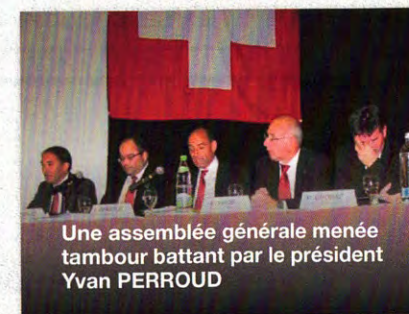 Une assemblée générale menée
tambour battant par le président
Yvan PERROUD